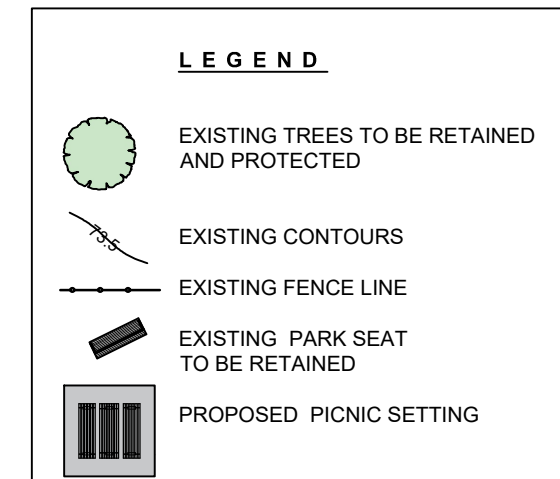 LEGEND
EXISTING TREES TO BE RETAINED
AND PROTECTED
73.5
EXISTING CONTOURS
EXISTING FENCE LINE
EXISTING PARK SEAT
TO BE RETAINED
PROPOSED PICNIC SETTING